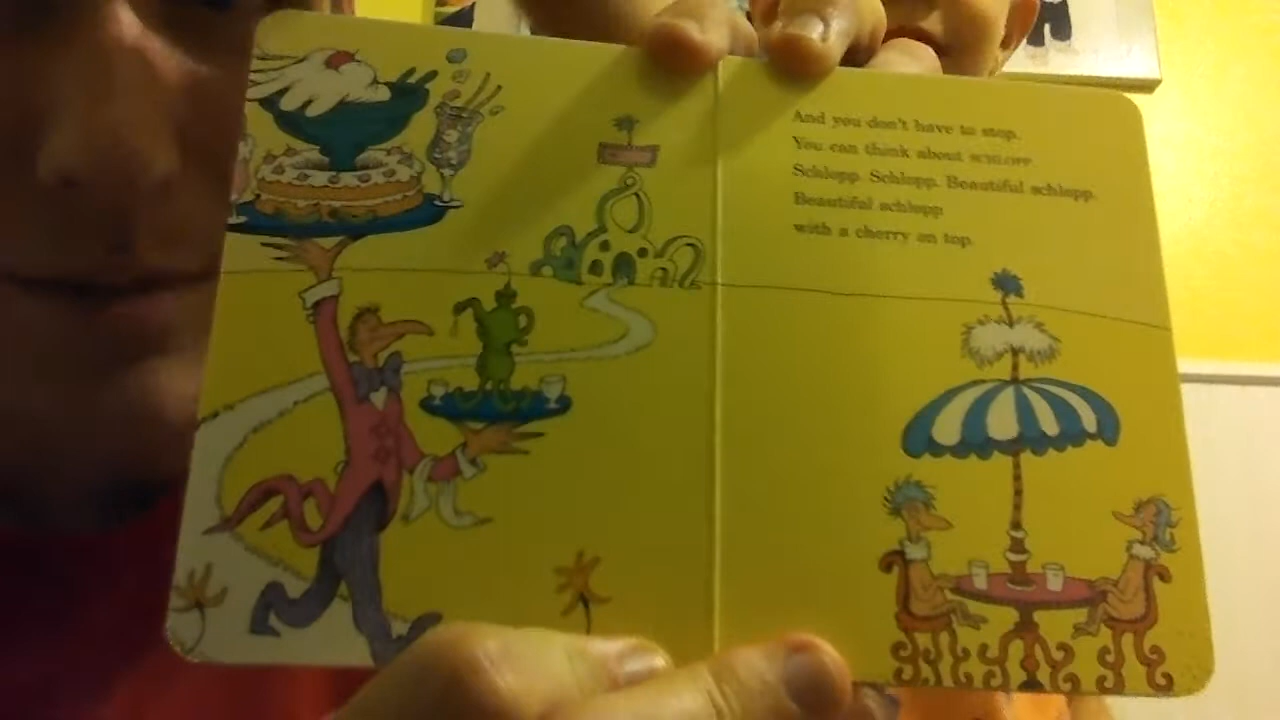 And you don't have to stop.
You can think about SCHLOPP.
Schlopp. Schlopp. Beautiful schlopp.
Beautiful schlopp
with a cherry on top.